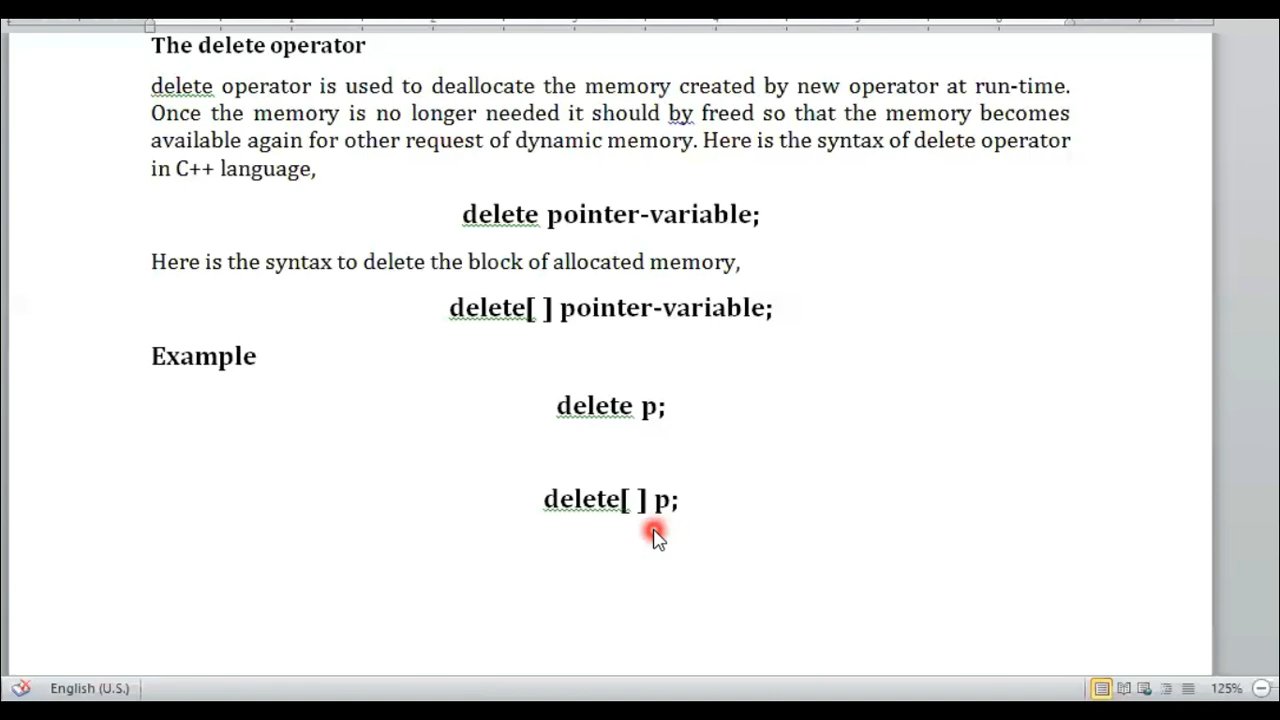 The delete operator
delete operator is used to deallocate the memory created by new operator at run-time.
Once the memory is no longer needed it should by freed so that the memory becomes
available again for other request of dynamic memory. Here is the syntax of delete operator
in C++ language,
delete pointer-variable;
Here is the syntax to delete the block of allocated memory,
delete[ ] pointer-variable;
Example
delete p;
delete[ ] p;
English (U.S.)
125%